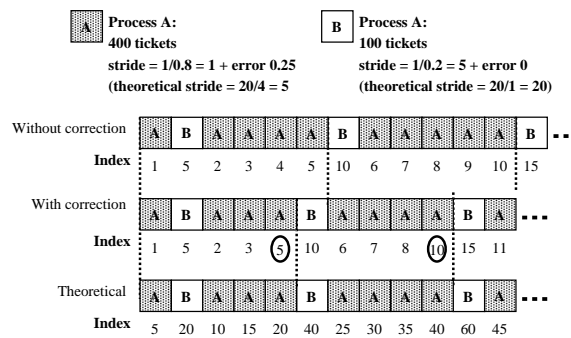 A Process A:
400 tickets
stride = 1/0.8 = 1 + error 0.25
(theoretical stride = 20/4 = 5
B Process A:
100 tickets
stride = 1/0.2 = 5 + error 0
(theoretical stride = 20/1 = 20)
Without correction A B A A A A B A A A A A B
Index 1 5 2 3 4 5 10 6 7 8 9 10 15
With correction A B A A A B A A A A B A
Index 1 5 2 3 5 10 6 7 8 10 15 11
Theoretical A B A A A B A A A A B A
Index 5 20 10 15 20 40 25 30 35 40 60 45